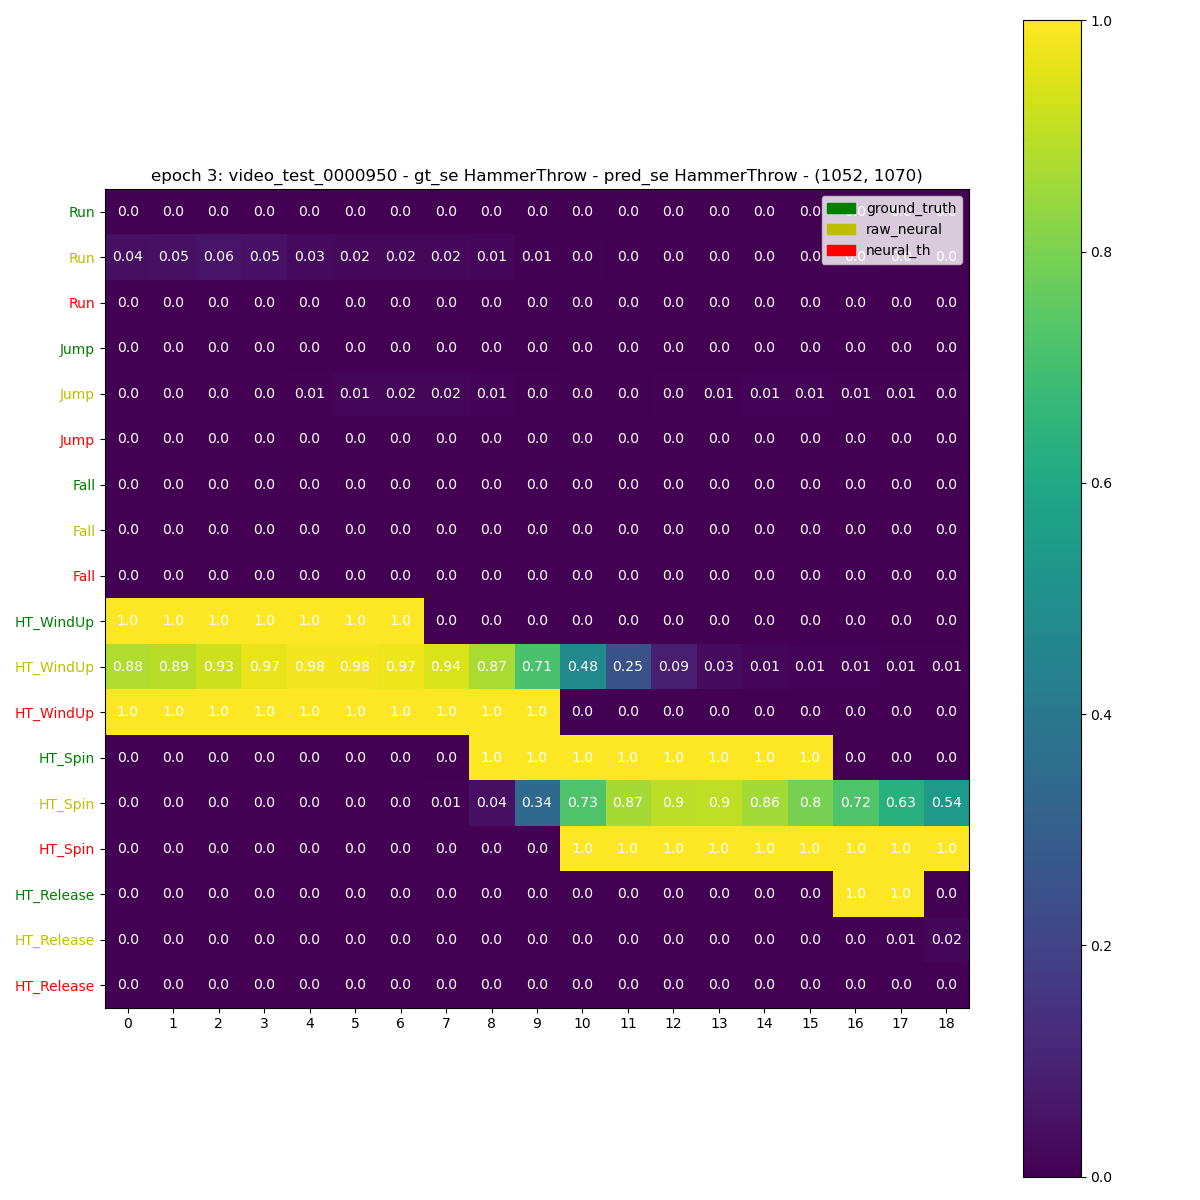 epoch 3: video_test_0000950 - gt_se HammerThrow - pred_se HammerThrow - (1052, 1070)
ground_truth
raw_neural
neural_th
Run 0.0 0.0 0.0 0.0 0.0 0.0 0.0 0.0 0.0 0.0 0.0 0.0 0.0 0.0 0.0 0.0 0.0 0.0
Run 0.04 0.05 0.06 0.05 0.03 0.02 0.02 0.02 0.01 0.01 0.0 0.0 0.0 0.0 0.0 0.0 0.0 0.0
Run 0.0 0.0 0.0 0.0 0.0 0.0 0.0 0.0 0.0 0.0 0.0 0.0 0.0 0.0 0.0 0.0 0.0 0.0 0.0
Jump 0.0 0.0 0.0 0.0 0.0 0.0 0.0 0.0 0.0 0.0 0.0 0.0 0.0 0.0 0.0 0.0 0.0 0.0 0.0
Jump 0.0 0.0 0.0 0.0 0.01 0.01 0.02 0.02 0.01 0.0 0.0 0.0 0.0 0.01 0.01 0.01 0.01 0.01 0.0
Jump 0.0 0.0 0.0 0.0 0.0 0.0 0.0 0.0 0.0 0.0 0.0 0.0 0.0 0.0 0.0 0.0 0.0 0.0 0.0
Fall 0.0 0.0 0.0 0.0 0.0 0.0 0.0 0.0 0.0 0.0 0.0 0.0 0.0 0.0 0.0 0.0 0.0 0.0 0.0
Fall 0.0 0.0 0.0 0.0 0.0 0.0 0.0 0.0 0.0 0.0 0.0 0.0 0.0 0.0 0.0 0.0 0.0 0.0 0.0
Fall 0.0 0.0 0.0 0.0 0.0 0.0 0.0 0.0 0.0 0.0 0.0 0.0 0.0 0.0 0.0 0.0 0.0 0.0 0.0
HT_WindUp 1.0 1.0 1.0 1.0 1.0 1.0 1.0 0.0 0.0 0.0 0.0 0.0 0.0 0.0 0.0 0.0 0.0 0.0 0.0
HT_WindUp 0.88 0.89 0.93 0.97 0.98 0.98 0.97 0.94 0.87 0.71 0.48 0.25 0.09 0.03 0.01 0.01 0.01 0.01 0.01
HT_WindUp 1.0 1.0 1.0 1.0 1.0 1.0 1.0 1.0 1.0 1.0 0.0 0.0 0.0 0.0 0.0 0.0 0.0 0.0 0.0
HT_Spin 0.0 0.0 0.0 0.0 0.0 0.0 0.0 0.0 1.0 1.0 1.0 1.0 1.0 1.0 1.0 1.0 0.0 0.0 0.0
HT_Spin 0.0 0.0 0.0 0.0 0.0 0.0 0.0 0.01 0.04 0.34 0.73 0.87 0.9 0.9 0.86 0.8 0.72 0.63 0.54
HT_Spin 0.0 0.0 0.0 0.0 0.0 0.0 0.0 0.0 0.0 0.0 1.0 1.0 1.0 1.0 1.0 1.0 1.0 1.0 1.0
HT_Release 0.0 0.0 0.0 0.0 0.0 0.0 0.0 0.0 0.0 0.0 0.0 0.0 0.0 0.0 0.0 0.0 1.0 1.0 0.0
HT_Release 0.0 0.0 0.0 0.0 0.0 0.0 0.0 0.0 0.0 0.0 0.0 0.0 0.0 0.0 0.0 0.0 0.0 0.01 0.02
HT_Release 0.0 0.0 0.0 0.0 0.0 0.0 0.0 0.0 0.0 0.0 0.0 0.0 0.0 0.0 0.0 0.0 0.0 0.0 0.0
0 1 2 3 4 5 6 7 8 9 10 11 12 13 14 15 16 17 18
1.0
0.8
0.6
0.4
0.2
0.0